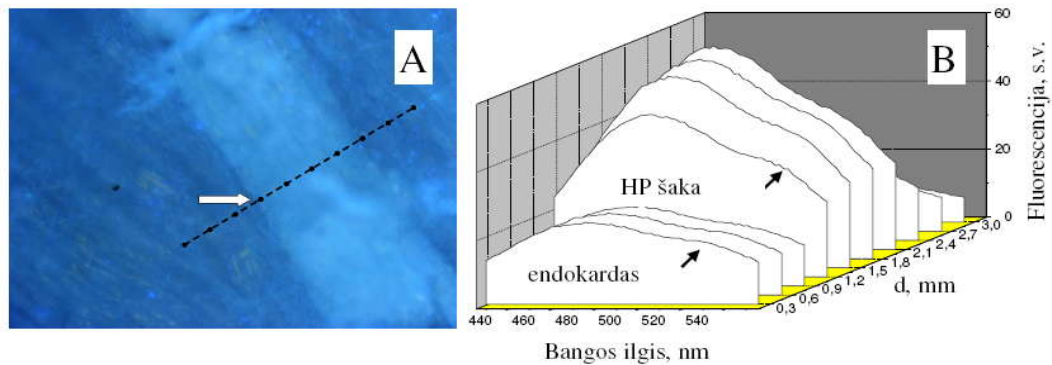 A
B
60
40
20
0
Fluorescencija, s.v.
HP šaka
endokardas
440 460 480 500 520 540
0,3 0,6 0,9 1,2 1,5 1,8 2,1 2,4 2,7 3,0
d, mm
Bangos ilgis, nm